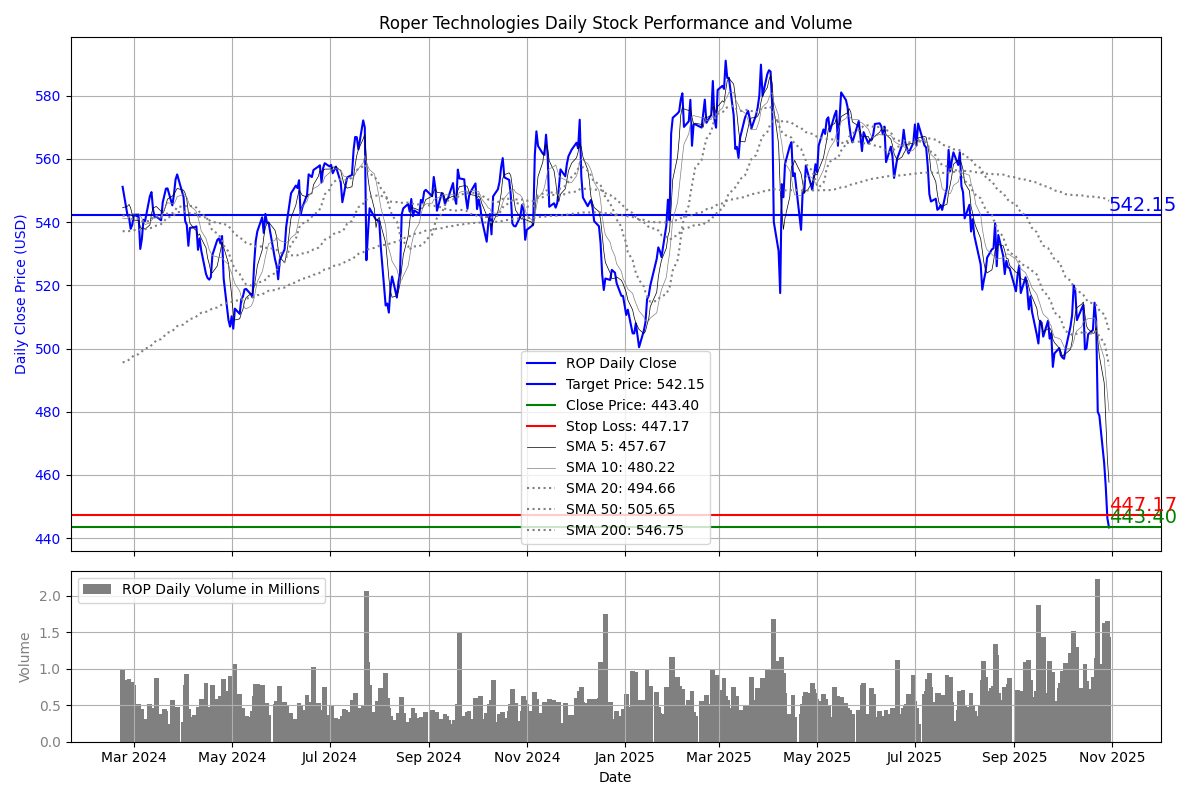 Roper Technologies Daily Stock Performance and Volume
Daily Close Price (USD)
580
560
540
520
500
480
460
440
542.15
447.17
443.40
ROP Daily Close
Target Price: 542.15
Close Price: 443.40
Stop Loss: 447.17
SMA 5: 457.67
SMA 10: 480.22
SMA 20: 494.66
SMA 50: 505.65
SMA 200: 546.75
ROP Daily Volume in Millions
Volume
2.0
1.5
1.0
0.5
0.0
Mar 2024 May 2024 Jul 2024 Sep 2024 Nov 2024 Jan 2025 Mar 2025 May 2025 Jul 2025 Sep 2025 Nov 2025
Date